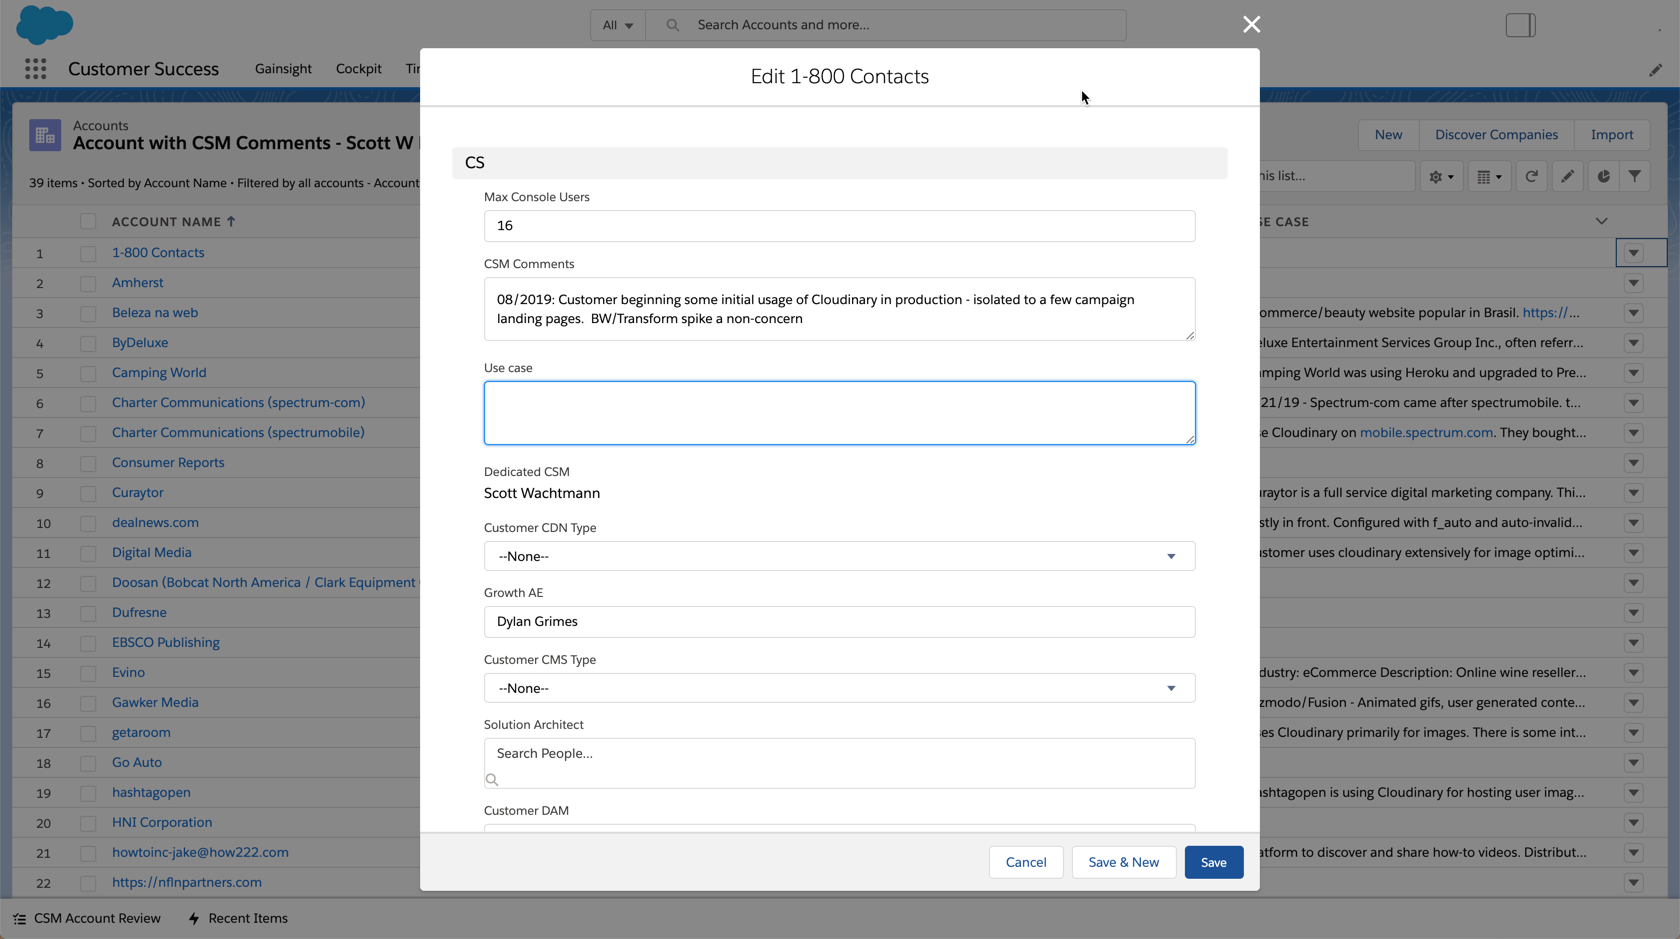 All
Search Accounts and more...
Customer Success
Gainsight
Cockpit
Edit 1-800 Contacts
Accounts
Account with CSM Comments - Scott W
New
Discover Companies
Import
39 items • Sorted by Account Name • Filtered by all accounts - Account
his list...
CS
ACCOUNT NAME
SE CASE
Max Console Users
16
CSM Comments
08/2019: Customer beginning some initial usage of Cloudinary in production - isolated to a few campaign
landing pages.  BW/Transform spike a non-concern
Use case
Dedicated CSM
Scott Wachtmann
Customer CDN Type
--None--
Growth AE
Dylan Grimes
Customer CMS Type
--None--
Solution Architect
Search People...
Customer DAM
Cancel
Save & New
Save
1 1-800 Contacts
2 Amherst
3 Beleza na web
ommerce/beauty website popular in Brasil. https://...
4 ByDeluxe
eluxe Entertainment Services Group Inc., often referr...
5 Camping World
amping World was using Heroku and upgraded to Pre...
6 Charter Communications (spectrum-com)
21/19 - Spectrum-com came after spectrumobile. t...
7 Charter Communications (spectrumobile)
e Cloudinary on mobile.spectrum.com. They bought...
8 Consumer Reports
9 Curaytor
uraytor is a full service digital marketing company. Thi...
10 dealnews.com
stly in front. Configured with f_auto and auto-invalid...
11 Digital Media
ustomer uses cloudinary extensively for image optimi...
12 Doosan (Bobcat North America / Clark Equipment
13 Dufresne
14 EBSCO Publishing
15 Evino
dustry: eCommerce Description: Online wine reseller...
16 Gawker Media
zmodo/Fusion - Animated gifs, user generated conte...
17 getaroom
es Cloudinary primarily for images. There is some int...
18 Go Auto
19 hashtagopen
ashtagopen is using Cloudinary for hosting user imag...
20 HNI Corporation
21 howtoinc-jake@how222.com
atform to discover and share how-to videos. Distribut...
22 https://nflnpartners.com
CSM Account Review
Recent Items